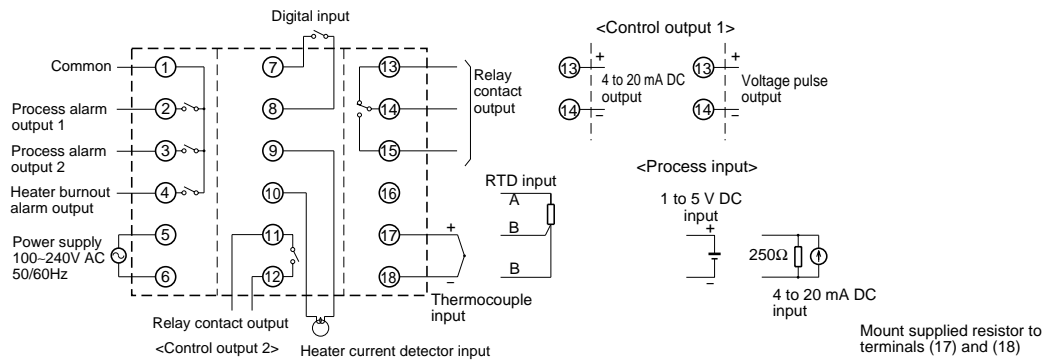 Digital input
<Control output 1>
Common
1
7
13
Relay
contact
output
13
+
4 to 20 mA DC
output
14
−
13
+
Voltage pulse
output
14
−
Process alarm
output 1
2
8
14
Process alarm
output 2
3
9
15
<Process input>
Heater burnout
alarm output
4
10
16
RTD input
A
B
B
1 to 5 V DC
input
+
−
Power supply
100~240V AC
50/60Hz
5
11
17
+
250Ω
6
12
18
−
Thermocouple
input
4 to 20 mA DC
input
Relay contact output
<Control output 2>
Heater current detector input
Mount supplied resistor to
terminals (17) and (18)